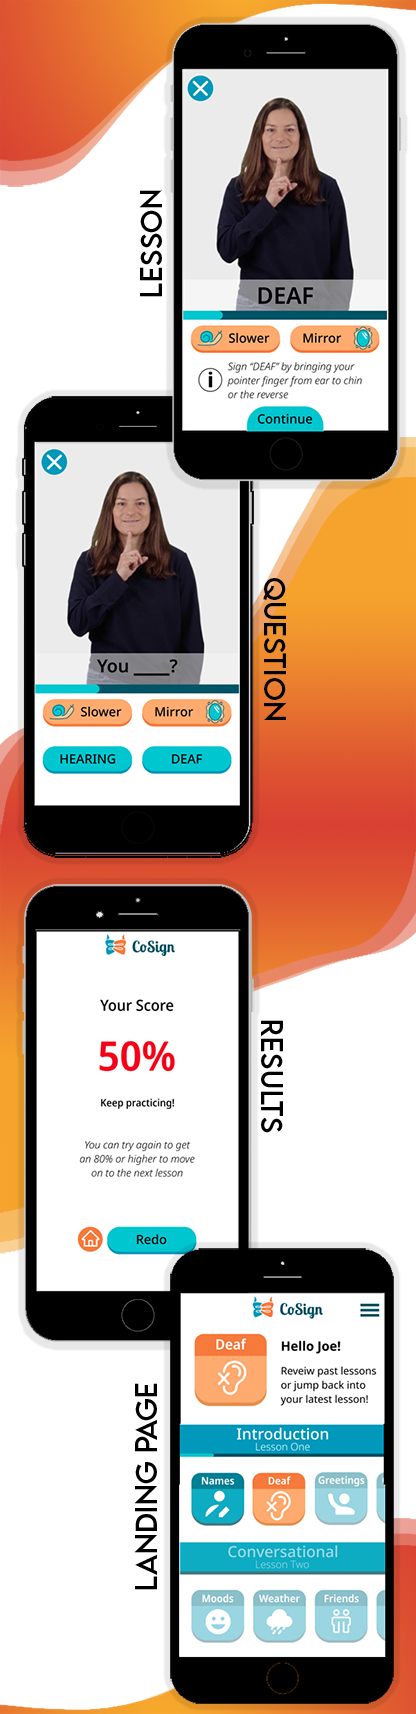 LESSON
DEAF
Slower
Mirror
i
Sign “DEAF” by bringing your
pointer finger from ear to chin
or the reverse
Continue
QUESTION
You ____?
Slower
Mirror
HEARING
DEAF
RESULTS
CoSign
Your Score
50%
Keep practicing!
You can try again to get
an 80% or higher to move
on to the next lesson
Redo
LANDING PAGE
CoSign
Deaf
Hello Joe!
Reveiw past lessons
or jump back into
your latest lesson!
Introduction
Lesson One
Names
Deaf
Greetings
Conversational
Lesson Two
Moods
Weather
Friends